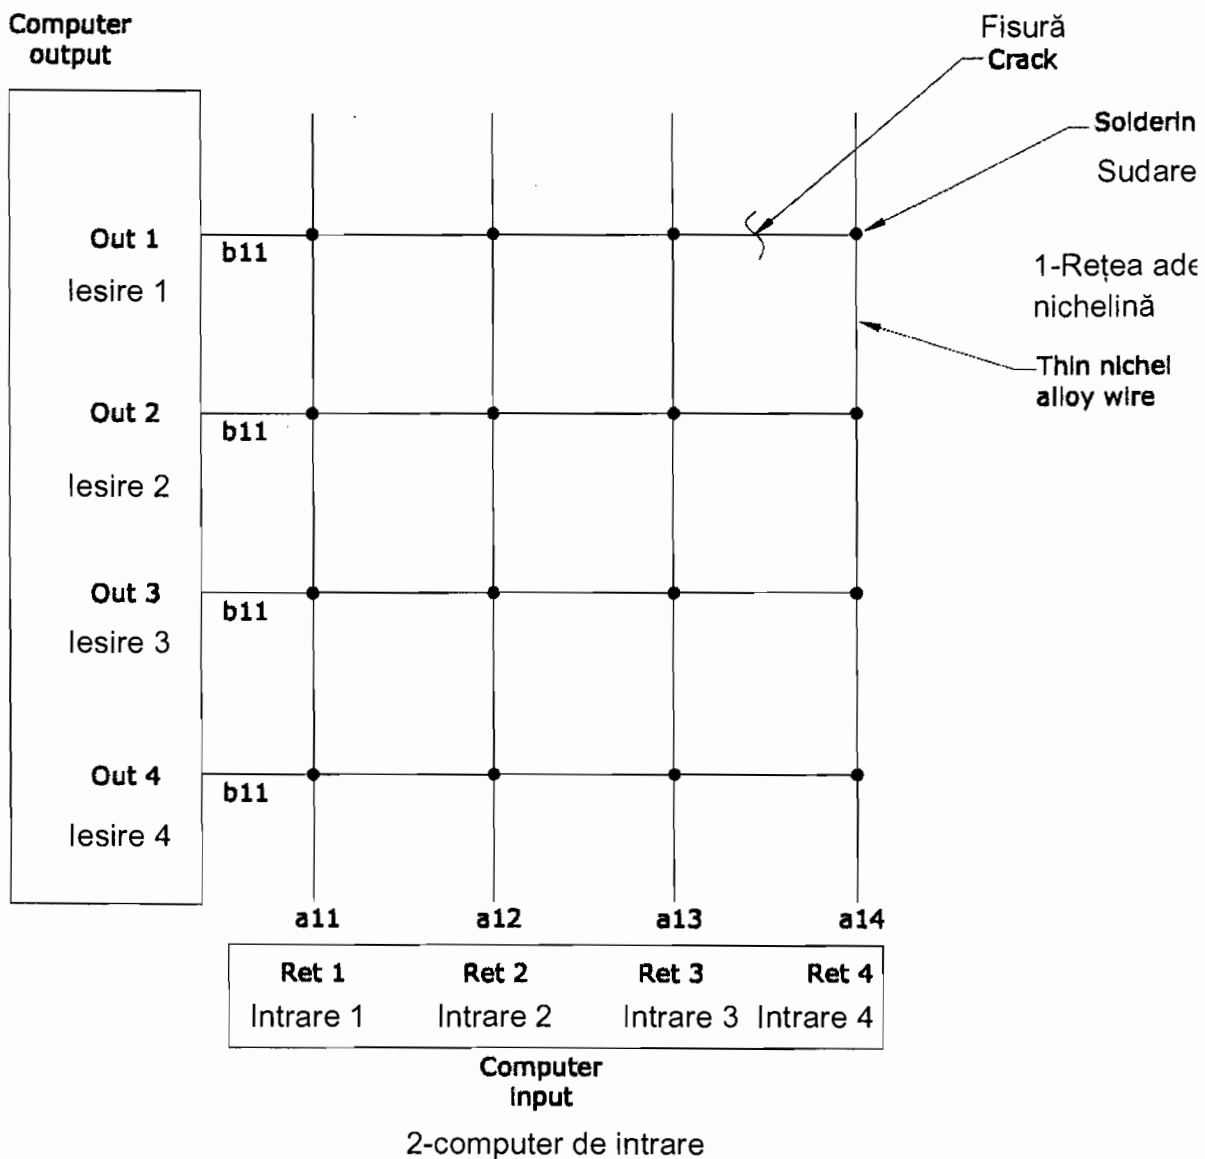 Computer
output
Fisură
Crack
Sudare
Out 1
b11
Iesire 1
1-Rețea
nichelină
Thin nichel
alloy wire
Out 2
b11
Iesire 2
Out 3
b11
Iesire 3
Out 4
b11
Iesire 4
a11 a12 a13 a14
Ret 1 Ret 2 Ret 3 Ret 4
Intrare 1 Intrare 2 Intrare 3 Intrare 4
Computer
Input
2-computer de intrare